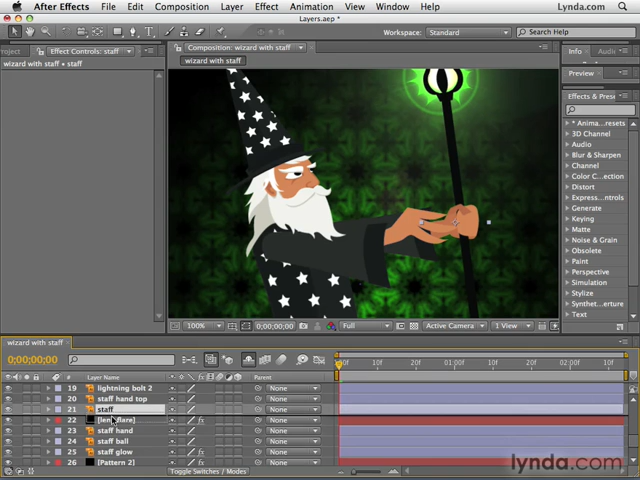 After Effects File Edit Composition Layer Effect Animation View Window Help Lynda.com
Layers.aep *
Workspace: Standard Search Help
Project Effect Controls: staff
Composition: wizard with staff
Info Audio
wizard with staff • staff
wizard with staff
Preview
Effects & Prese
* Anima...resets
3D Channel
Audio
Blur & Sharpen
Channel
Color C...ection
Distort
Express...ntrols
Generate
Keying
Matte
Noise & Grain
Obsolete
Paint
Perspective
Simulation
Stylize
Synthet...erture
Text
100% 0;00;00;00 Full Active Camera 1 View
wizard with staff
0;00;00;00
:00f 10f 20f 01:00f 10f 20f 02:00f 10f
# Layer Name Parent
19 lightning bolt 2 None
20 staff hand top None
21 staff None
22 [lens flare] fx None
23 staff hand None
24 staff ball None
25 staff glow fx None
26 [Pattern 2] None
Toggle Switches / Modes
lynda.com